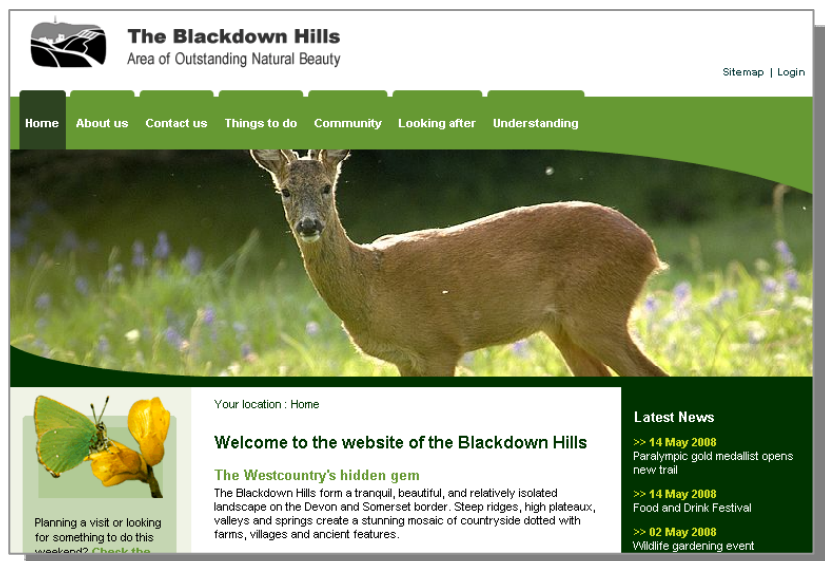 The Blackdown Hills
Area of Outstanding Natural Beauty
Sitemap | Login
Home About us Contact us Things to do Community Looking after Understanding
Your location : Home
Welcome to the website of the Blackdown Hills
The Westcountry's hidden gem
The Blackdown Hills form a tranquil, beautiful, and relatively isolated
landscape on the Devon and Somerset border. Steep ridges, high plateaux,
valleys and springs create a stunning mosaic of countryside dotted with
farms, villages and ancient features.
Planning a visit or looking
for something to do this
weekend? Check the
Latest News
>> 14 May 2008
Paralympic gold medallist opens
new trail
>> 14 May 2008
Food and Drink Festival
>> 02 May 2008
Wildlife gardening event